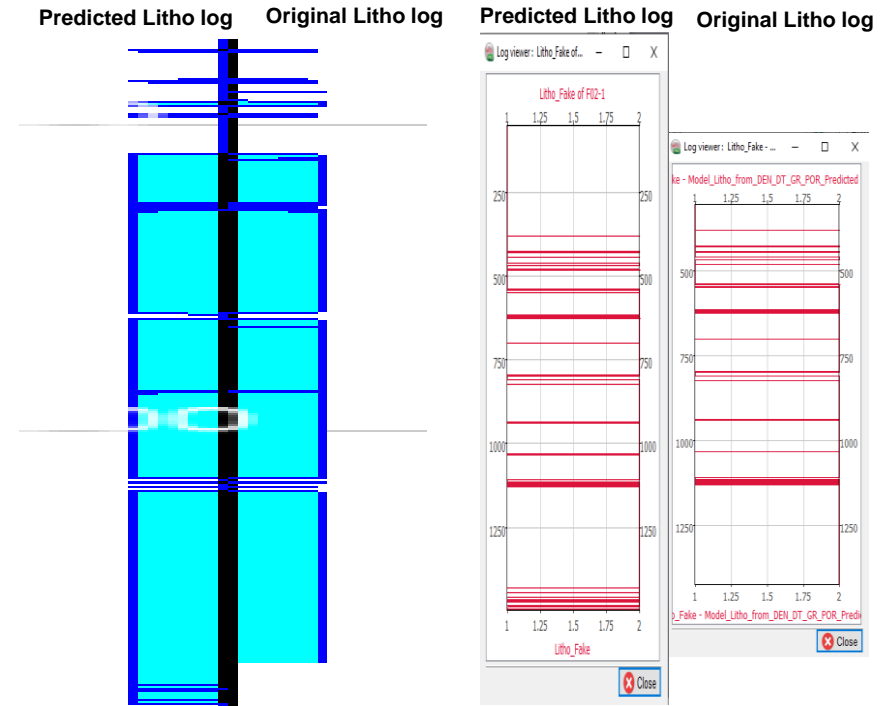 Predicted Litho log
Original Litho log
Predicted Litho log
Original Litho log
Log viewer: Litho_Fake of...
Litho_Fake of F02-1
1 1.25 1.5 1.75 2
250 250
500 500
750 750
1000 1000
1250 1250
1 1.25 1.5 1.75 2
Litho_Fake
Close
Log viewer: Litho_Fake - ...
ke - Model_Litho_from_DEN_DT_GR_POR_Predicted
1 1.25 1.5 1.75 2
500 500
750 750
1000 1000
1250 1250
1 1.25 1.5 1.75 2
o_Fake - Model_Litho_from_DEN_DT_GR_POR_Predi
Close